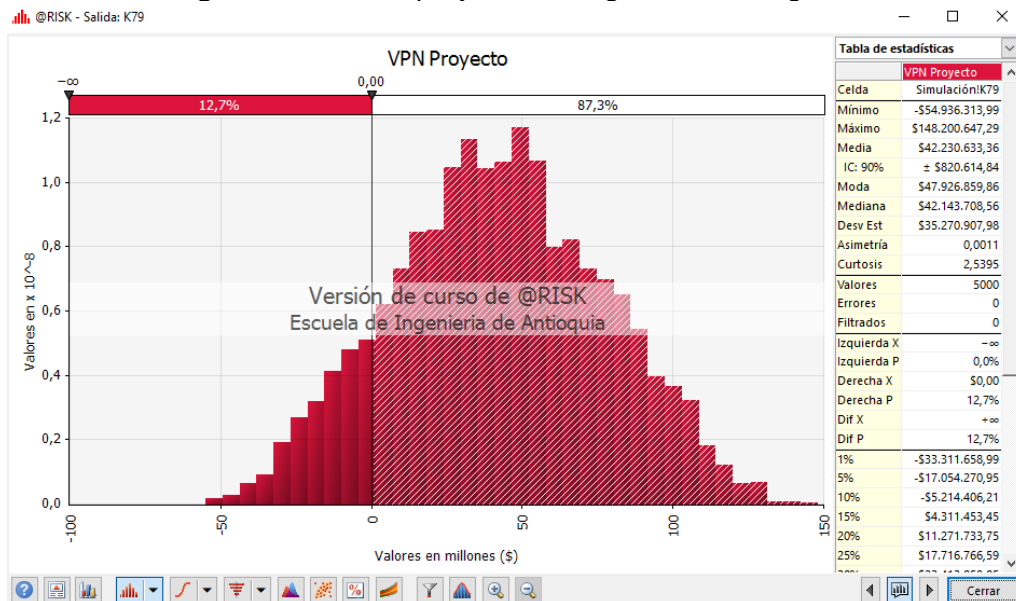 @RISK - Salida: K79
VPN Proyecto
−∞
0,00
12,7%
87,3%
1,2
1,0
0,8
0,6
0,4
0,2
0,0
Valores en x 10^-8
Versión de curso de @RISK
Escuela de Ingenieria de Antioquia
-100
-50
0
50
100
150
Valores en millones ($)
Tabla de estadísticas
VPN Proyecto
Celda Simulación!K79
Mínimo -$54.936.313,99
Máximo $148.200.647,29
Media $42.230.633,36
IC: 90% ± $820.614,84
Moda $47.926.859,86
Mediana $42.143.708,56
Desv Est $35.270.907,98
Asimetría 0,0011
Curtosis 2,5395
Valores 5000
Errores 0
Filtrados 0
Izquierda X −∞
Izquierda P 0,0%
Derecha X $0,00
Derecha P 12,7%
Dif X +∞
Dif P 12,7%
1% -$33.311.658,99
5% -$17.054.270,95
10% -$5.214.406,21
15% $4.311.453,45
20% $11.271.733,75
25% $17.716.766,59
Cerrar